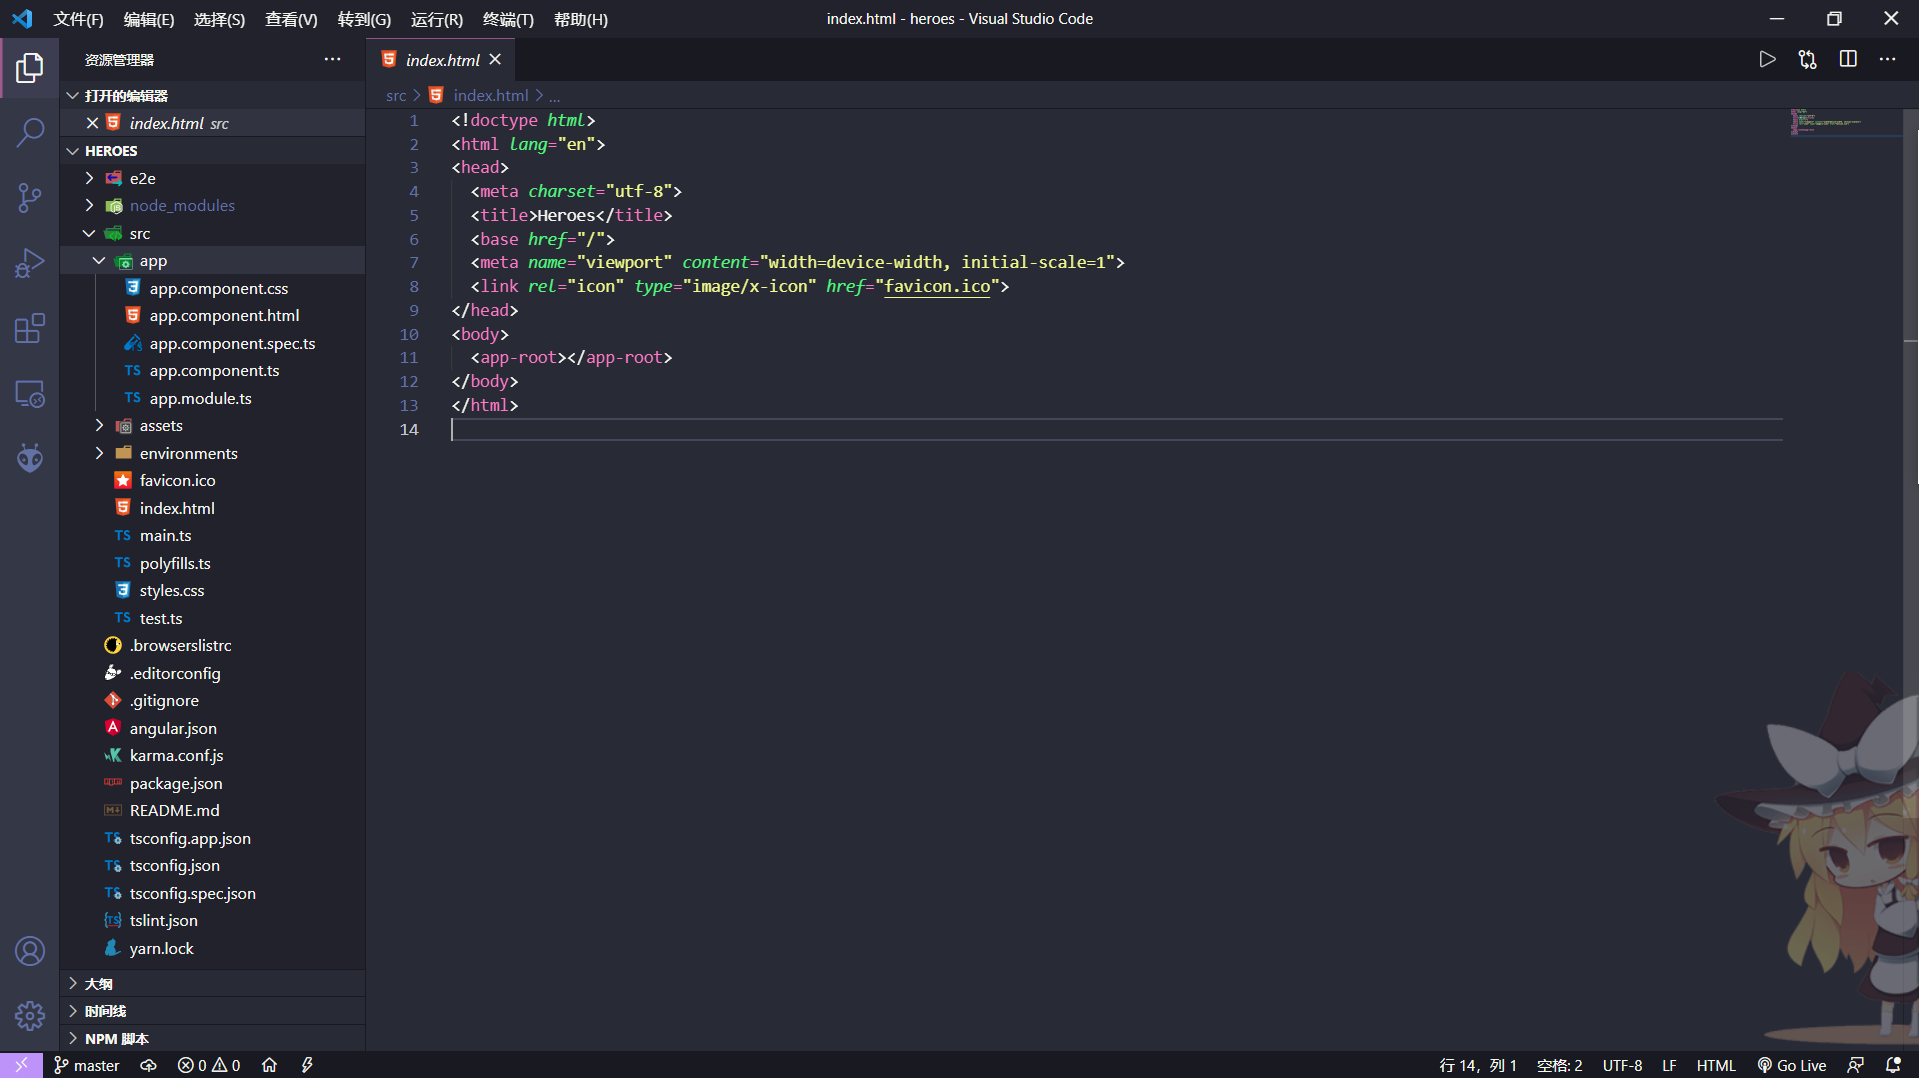 文件(F) 编辑(E) 选择(S) 查看(V) 转到(G) 运行(R) 终端(T) 帮助(H) index.html - heroes - Visual Studio Code
资源管理器
打开的编辑器
index.html src
HEROES
e2e
node_modules
src
app
app.component.css
app.component.html
app.component.spec.ts
TS app.component.ts
TS app.module.ts
assets
environments
favicon.ico
index.html
TS main.ts
TS polyfills.ts
styles.css
TS test.ts
.browserslistrc
.editorconfig
.gitignore
angular.json
karma.conf.js
package.json
README.md
tsconfig.app.json
tsconfig.json
tsconfig.spec.json
tslint.json
yarn.lock
大纲
时间线
NPM 脚本
index.html
src > index.html > ...
1 <!doctype html>
2 <html lang="en">
3 <head>
4 <meta charset="utf-8">
5 <title>Heroes</title>
6 <base href="/">
7 <meta name="viewport" content="width=device-width, initial-scale=1">
8 <link rel="icon" type="image/x-icon" href="favicon.ico">
9 </head>
10 <body>
11 <app-root></app-root>
12 </body>
13 </html>
14
master 0 0 行 14，列 1 空格: 2 UTF-8 LF HTML Go Live